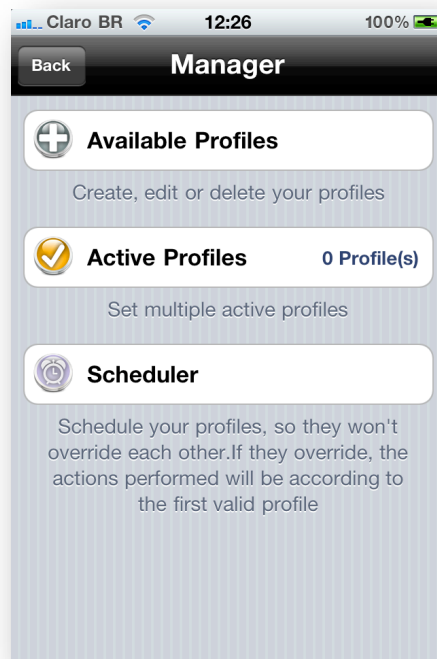 Claro BR 12:26 100%
Back Manager
Available Profiles
Create, edit or delete your profiles
Active Profiles 0 Profile(s)
Set multiple active profiles
Scheduler
Schedule your profiles, so they won't
override each other.If they override, the
actions performed will be according to
the first valid profile